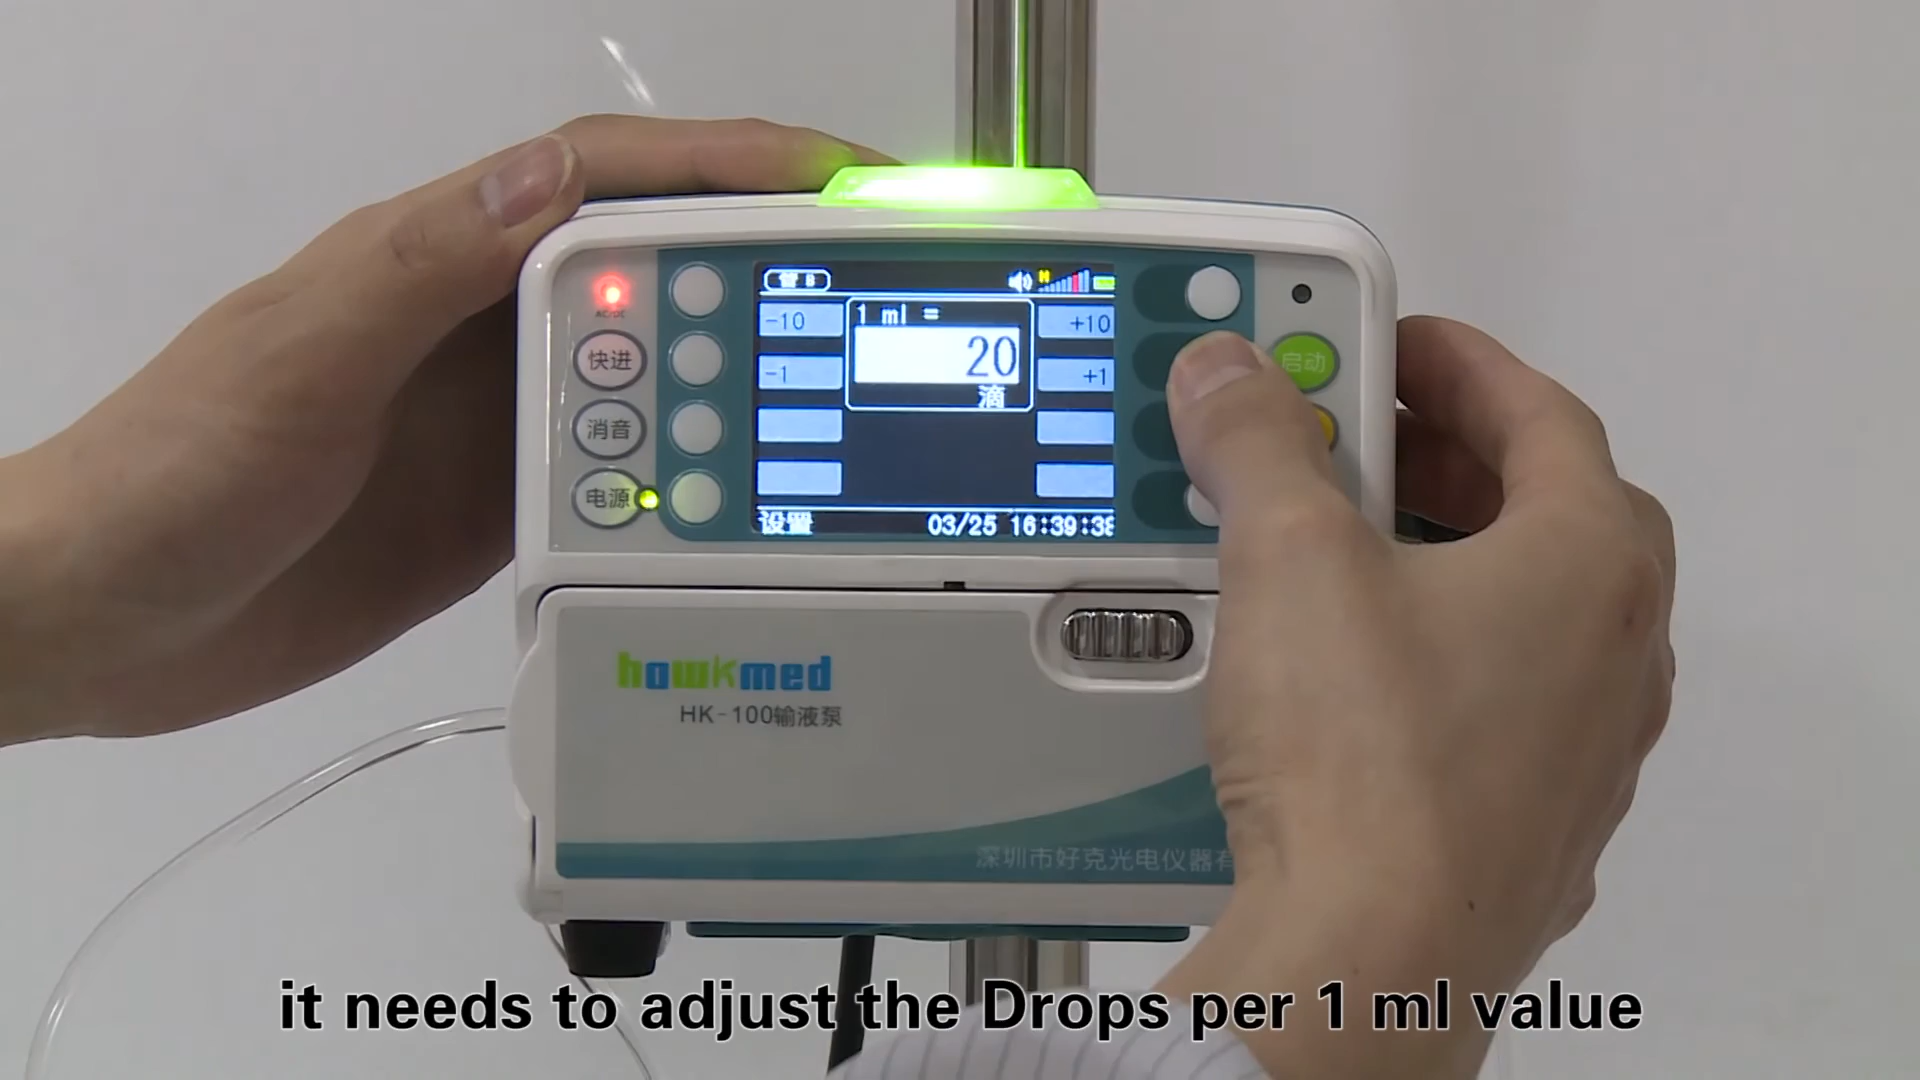 管 B
-10
1 ml =
+10
20
-1
+1
滴
设置
03/25 16:39:38
AC/DC
快进
消音
电源
启动
howkmed
HK-100输液泵
深圳市好克光电仪器有
it needs to adjust the Drops per 1 ml value